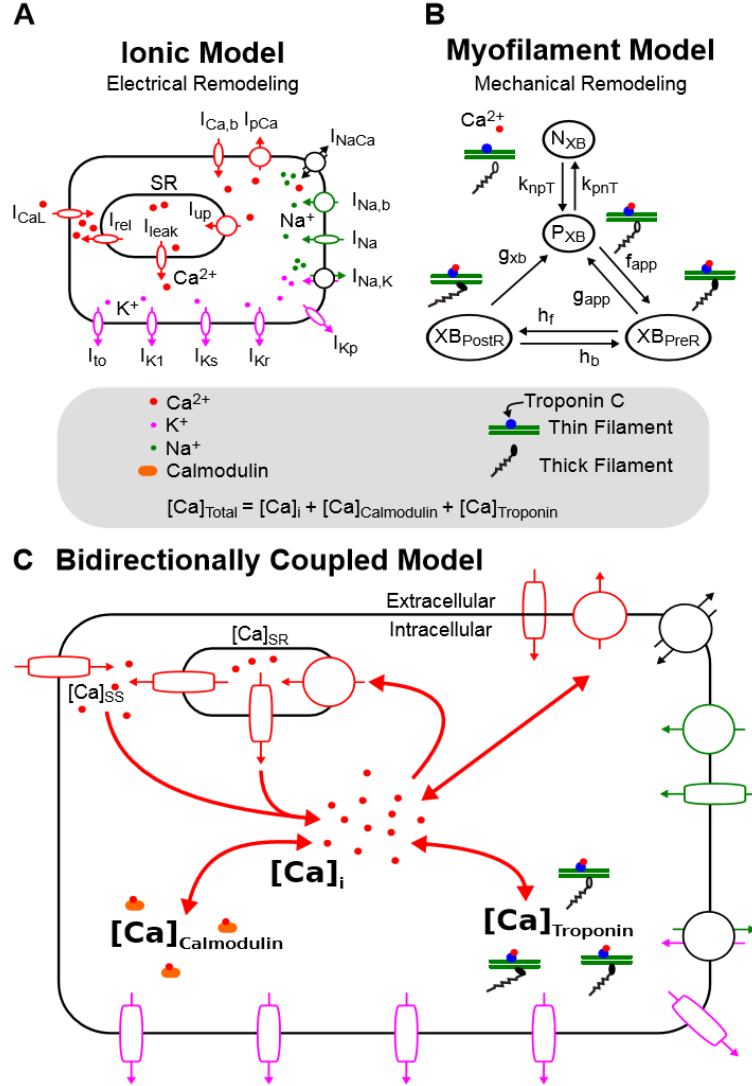 A
Ionic Model
Electrical Remodeling
I_Ca,b I_pCa
I_NaCa
SR
I_CaL
I_rel
I_leak
I_up
I_Na,b
Na⁺
I_Na
Ca²⁺
I_Na,K
K⁺
I_to I_K1 I_Ks I_Kr I_Kp
B
Myofilament Model
Mechanical Remodeling
Ca²⁺
N_XB
k_npT k_pnT
P_XB
g_xb
f_app
g_app
h_f
XB_PostR XB_PreR
h_b
Ca²⁺
K⁺
Na⁺
Calmodulin
Troponin C
Thin Filament
Thick Filament
[Ca]_Total = [Ca]_i + [Ca]_Calmodulin + [Ca]_Troponin
C Bidirectionally Coupled Model
Extracellular
Intracellular
[Ca]_SR
[Ca]_SS
[Ca]_i
[Ca]_Calmodulin
[Ca]_Troponin